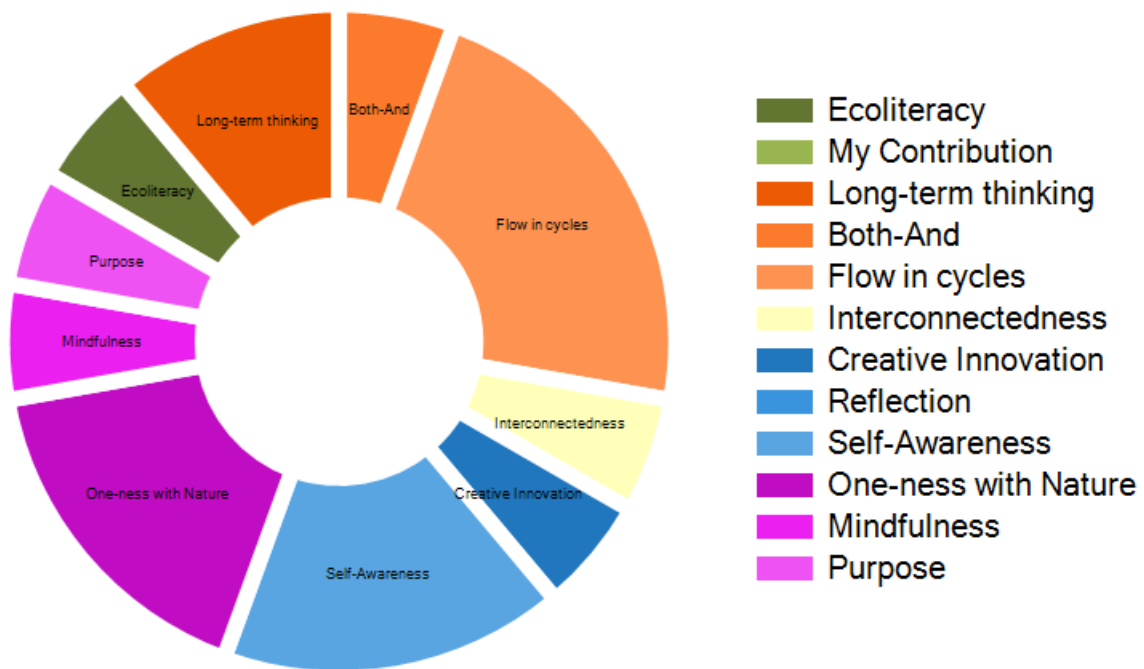 Long-term thinking
Both-And
Ecoliteracy
Flow in cycles
Purpose
Mindfulness
Interconnectedness
One-ness with Nature
Creative Innovation
Self-Awareness
Ecoliteracy
My Contribution
Long-term thinking
Both-And
Flow in cycles
Interconnectedness
Creative Innovation
Reflection
Self-Awareness
One-ness with Nature
Mindfulness
Purpose